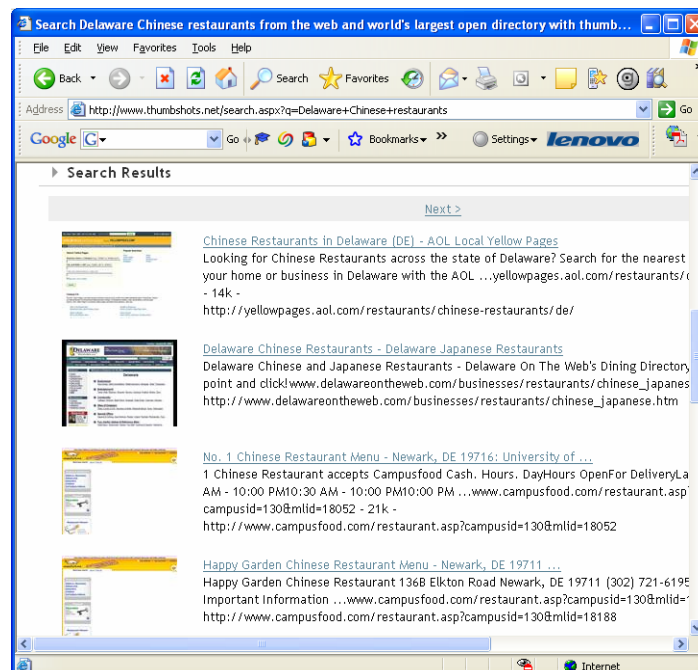 Search Delaware Chinese restaurants from the web and world's largest open directory with thumb...
File Edit View Favorites Tools Help
Back Search Favorites
Address http://www.thumbshots.net/search.aspx?q=Delaware+Chinese+restaurants Go
Google G Go Bookmarks Settings lenovo
Search Results
Next >
Chinese Restaurants in Delaware (DE) - AOL Local Yellow Pages
Looking for Chinese Restaurants across the state of Delaware? Search for the nearest
your home or business in Delaware with the AOL ...yellowpages.aol.com/restaurants/
- 14k -
http://yellowpages.aol.com/restaurants/chinese-restaurants/de/
DELAWARE
Delaware Chinese Restaurants - Delaware Japanese Restaurants
Delaware Chinese and Japanese Restaurants - Delaware On The Web's Dining Directory
point and click!www.delawareontheweb.com/businesses/restaurants/chinese_japanes
http://www.delawareontheweb.com/businesses/restaurants/chinese_japanese.htm
No. 1 Chinese Restaurant Menu - Newark, DE 19716: University of ...
1 Chinese Restaurant accepts Campusfood Cash. Hours. DayHours OpenFor DeliveryLa
AM - 10:00 PM10:30 AM - 10:00 PM10:00 PM ...www.campusfood.com/restaurant.asp
campusid=130&mlid=18052 - 21k -
http://www.campusfood.com/restaurant.asp?campusid=130&mlid=18052
Happy Garden Chinese Restaurant Menu - Newark, DE 19711 ...
Happy Garden Chinese Restaurant 136B Elkton Road Newark, DE 19711 (302) 721-6195
Important Information ...www.campusfood.com/restaurant.asp?campusid=130&mlid=
http://www.campusfood.com/restaurant.asp?campusid=130&mlid=18188
Internet